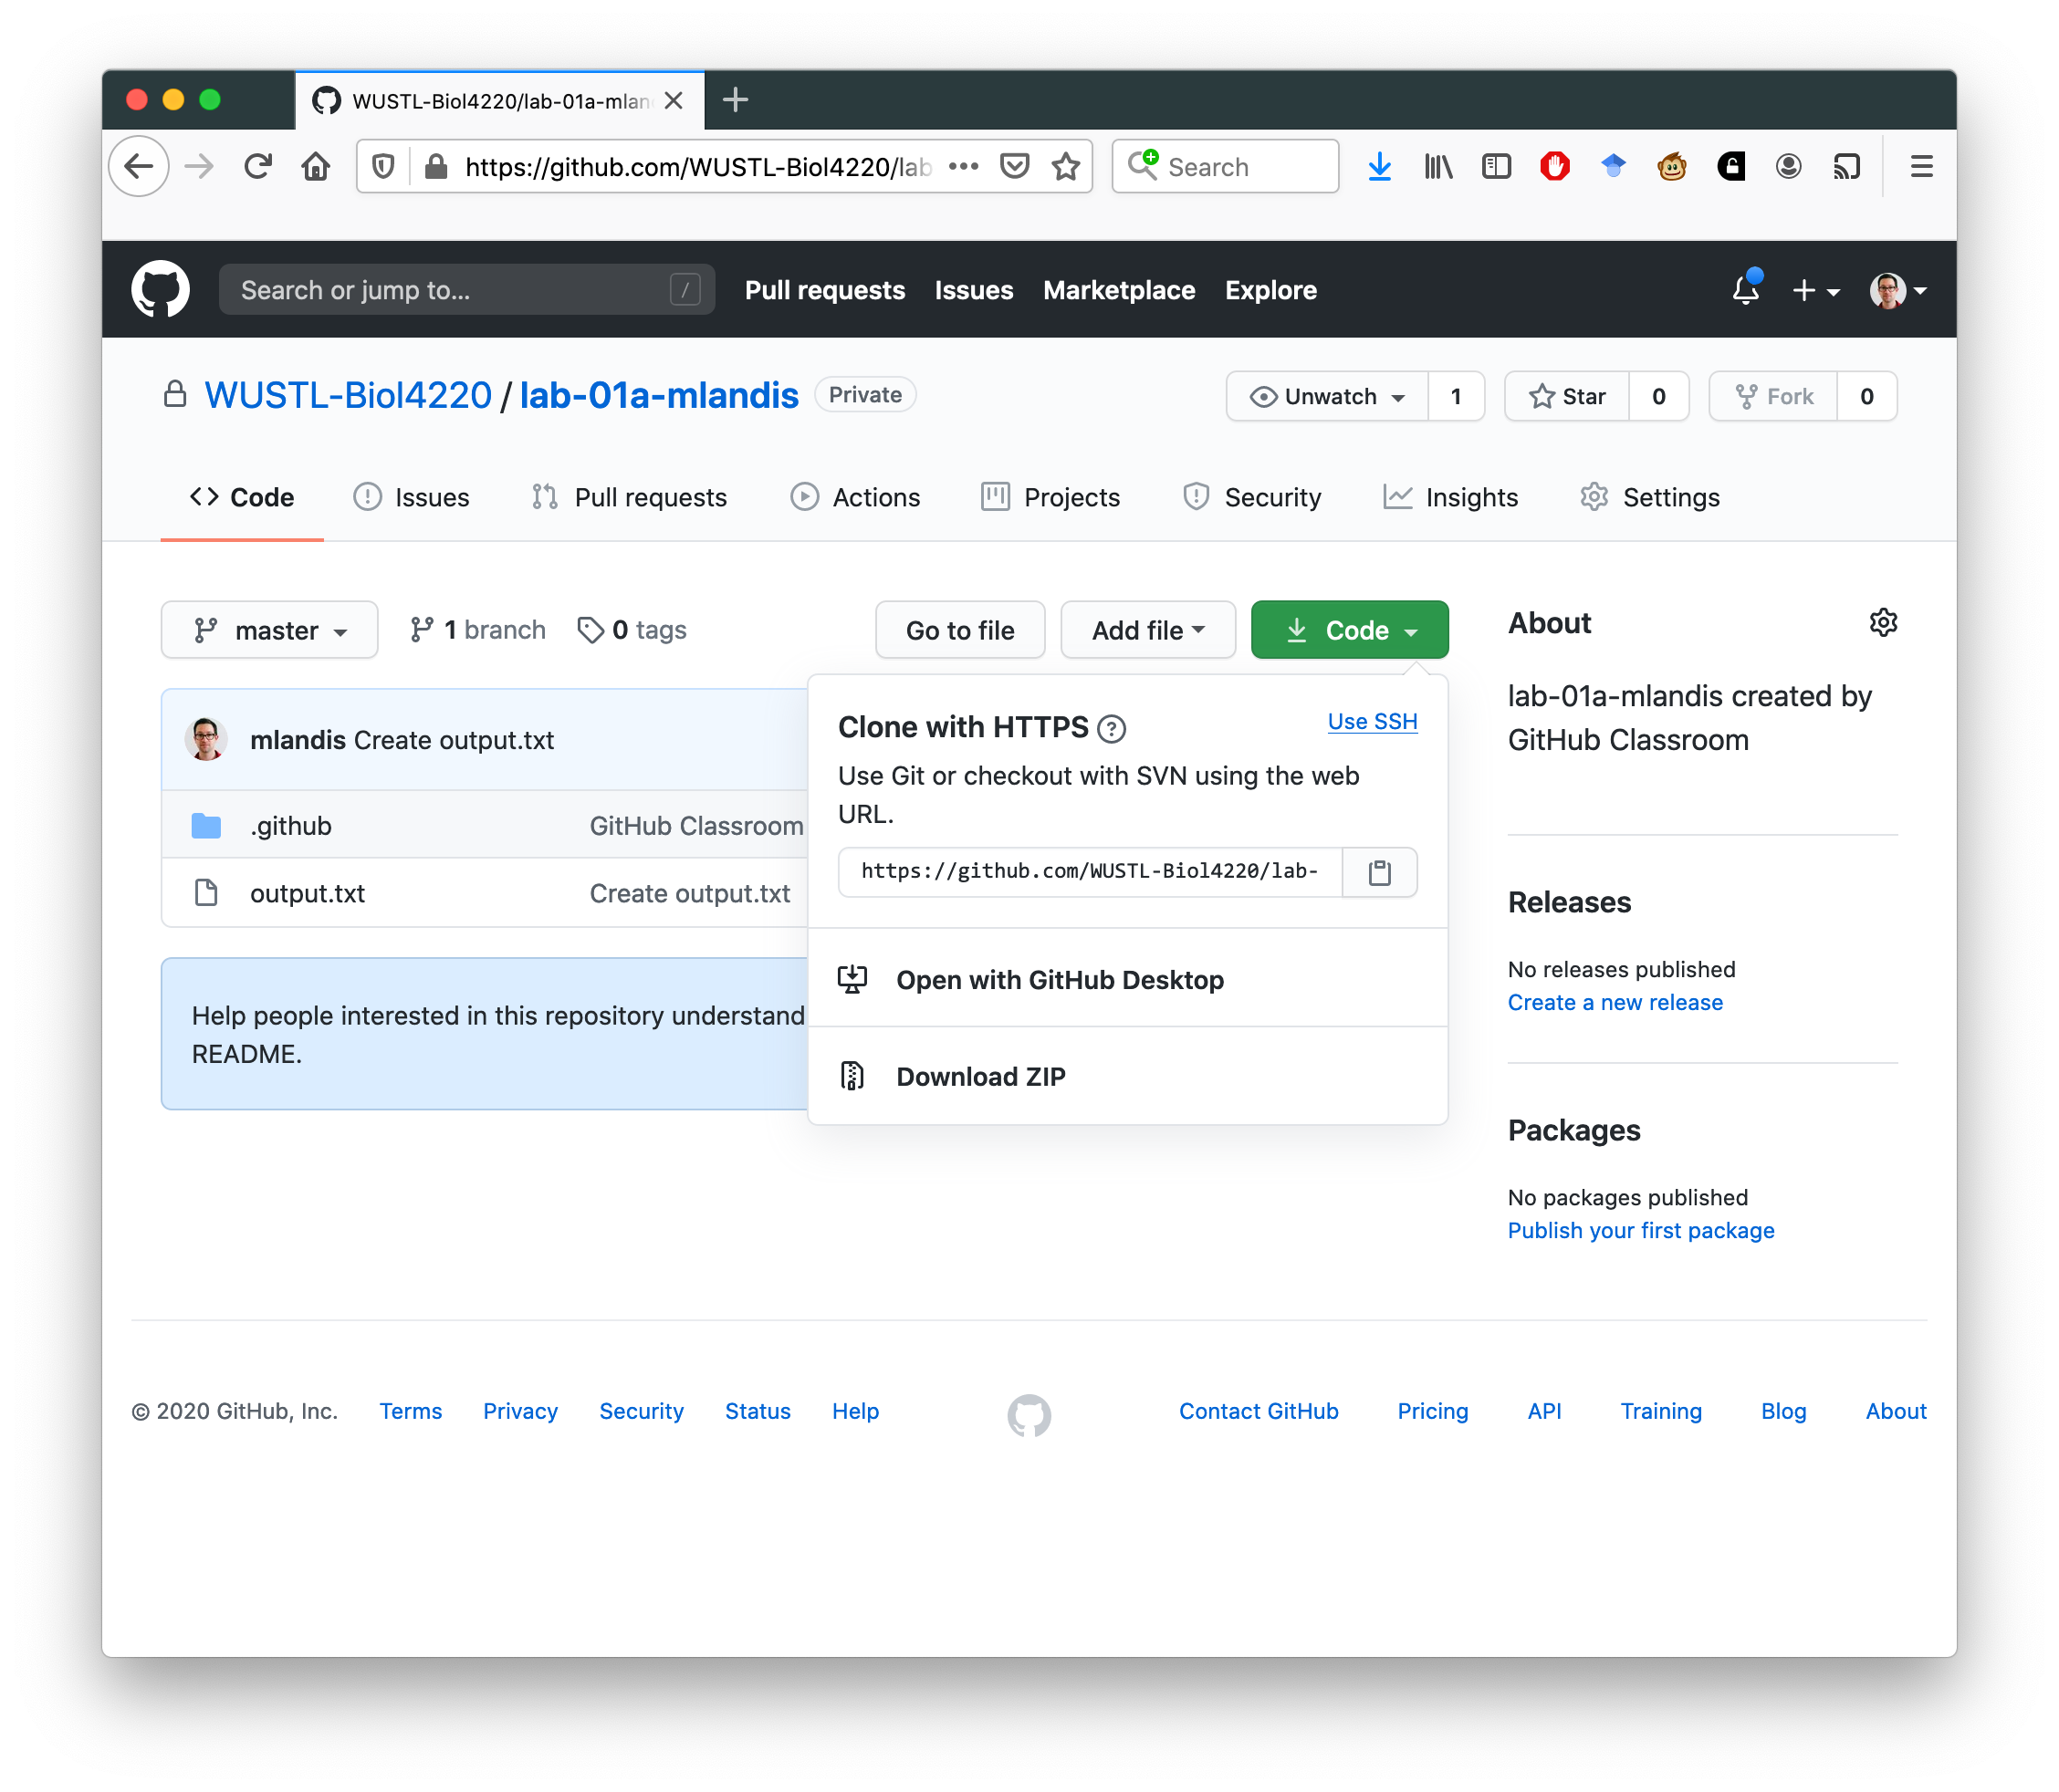 WUSTL-Biol4220/lab-01a-mlan
https://github.com/WUSTL-Biol4220/lab
Search
Search or jump to... /
Pull requests Issues Marketplace Explore
WUSTL-Biol4220 / lab-01a-mlandis Private
Unwatch 1 Star 0 Fork 0
Code Issues Pull requests Actions Projects Security Insights Settings
master 1 branch 0 tags Go to file Add file Code
mlandis Create output.txt
.github GitHub Classroom
output.txt Create output.txt
Help people interested in this repository understand
README.
Clone with HTTPS ? Use SSH
Use Git or checkout with SVN using the web
URL.
https://github.com/WUSTL-Biol4220/lab-
Open with GitHub Desktop
Download ZIP
About
lab-01a-mlandis created by
GitHub Classroom
Releases
No releases published
Create a new release
Packages
No packages published
Publish your first package
© 2020 GitHub, Inc. Terms Privacy Security Status Help Contact GitHub Pricing API Training Blog About